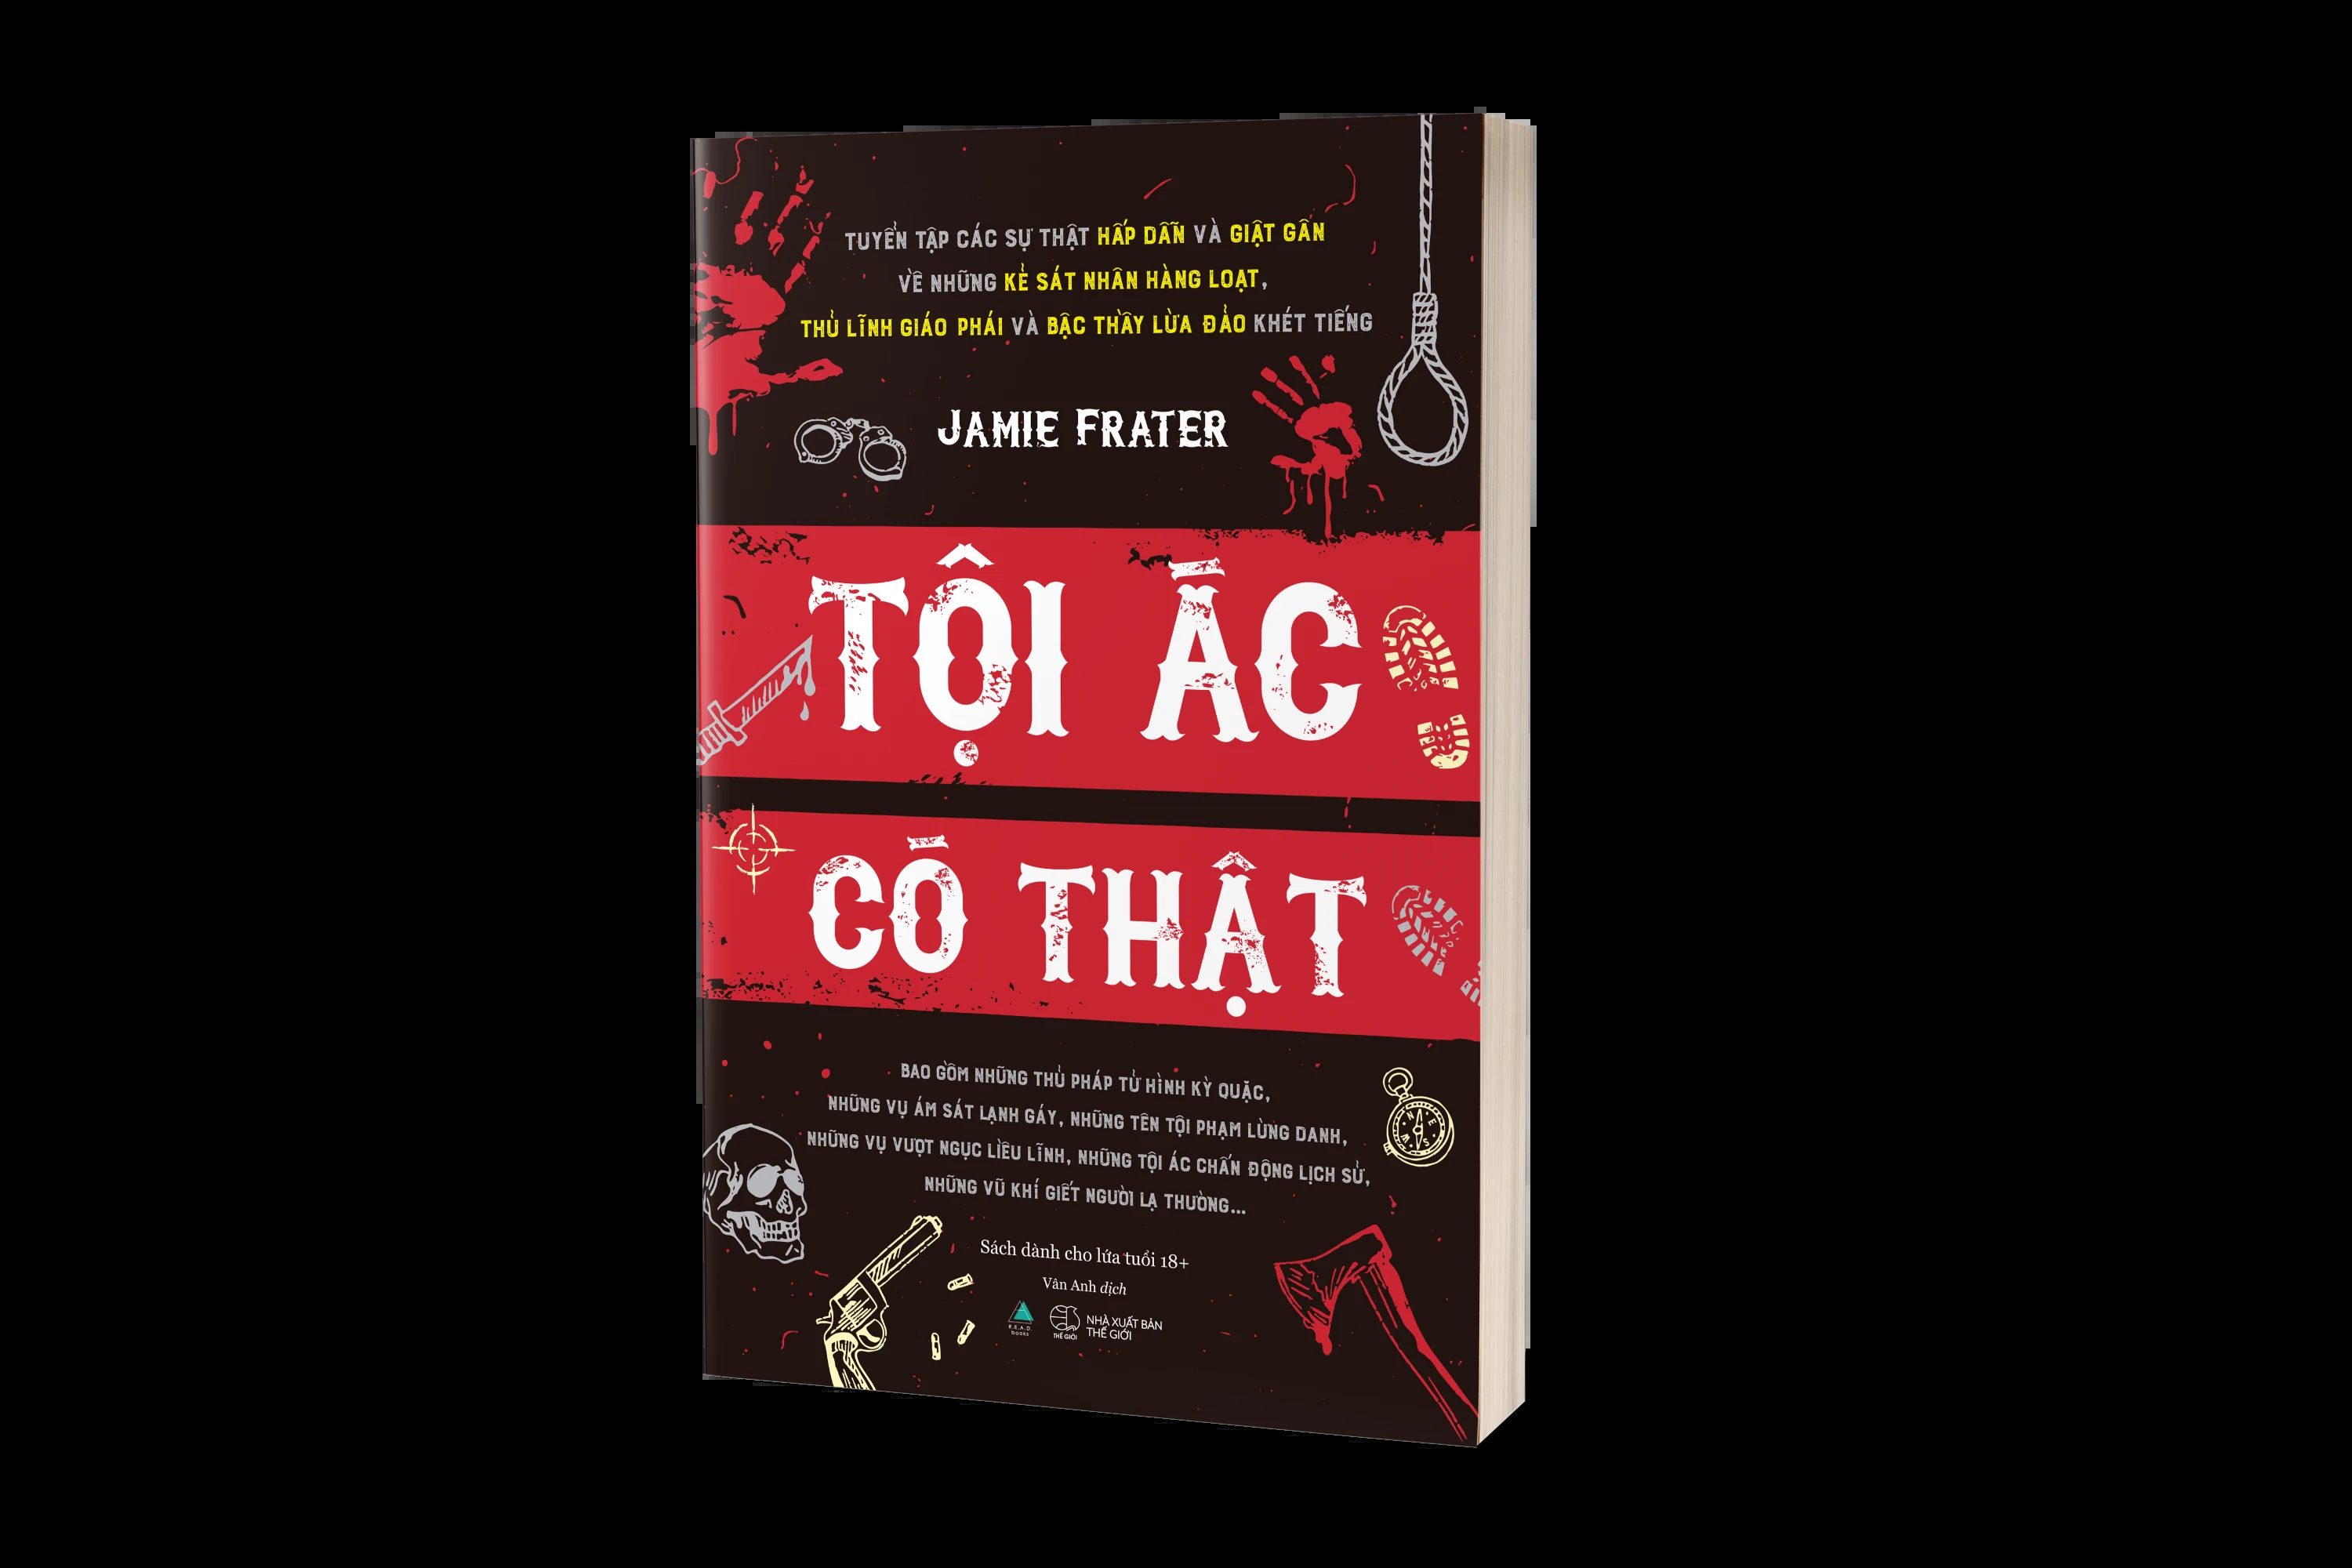 TUYỂN TẬP CÁC SỰ THẬT HẤP DẪN VÀ GIẬT GÂN
VỀ NHỮNG KẺ SÁT NHÂN HÀNG LOẠT,
THỦ LĨNH GIÁO PHÁI VÀ BẬC THẦY LỪA ĐẢO KHÉT TIẾNG
JAMIE FRATER
TỘI ÁC
CÓ THẬT
BAO GỒM NHỮNG THỦ PHÁP TỬ HÌNH KỲ QUẶC,
NHỮNG VỤ ÁM SÁT LẠNH GÁY, NHỮNG TÊN TỘI PHẠM LỪNG DANH,
NHỮNG VỤ VƯỢT NGỤC LIỀU LĨNH, NHỮNG TỘI ÁC CHẤN ĐỘNG LỊCH SỬ,
NHỮNG VŨ KHÍ GIẾT NGƯỜI LẠ THƯỜNG...
N E S W
Sách dành cho lứa tuổi 18+
Vân Anh dịch
R.E.A.D.
books
THẾ GIỚI
NHÀ XUẤT BẢN
THẾ GIỚI